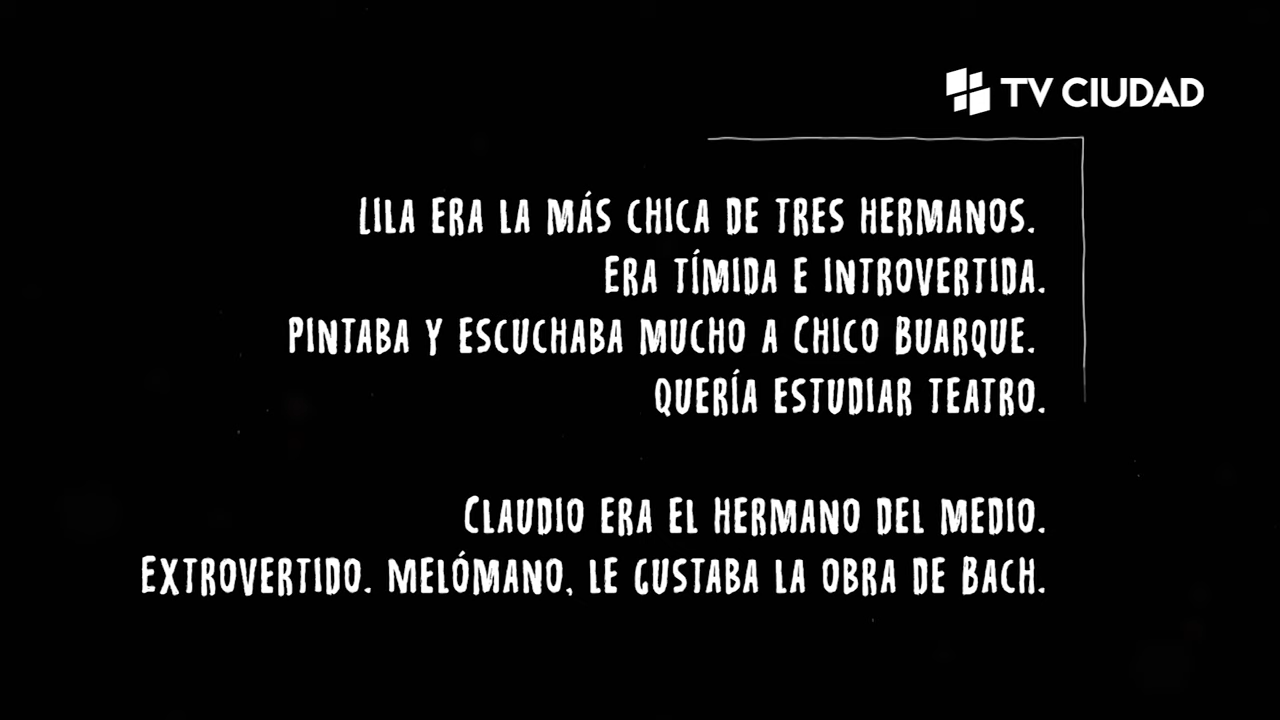 TV CIUDAD
LILA ERA LA MÁS CHICA DE TRES HERMANOS.
ERA TÍMIDA E INTROVERTIDA.
PINTABA Y ESCUCHABA MUCHO A CHICO BUARQUE.
QUERÍA ESTUDIAR TEATRO.
CLAUDIO ERA EL HERMANO DEL MEDIO.
EXTROVERTIDO. MELÓMANO, LE GUSTABA LA OBRA DE BACH.